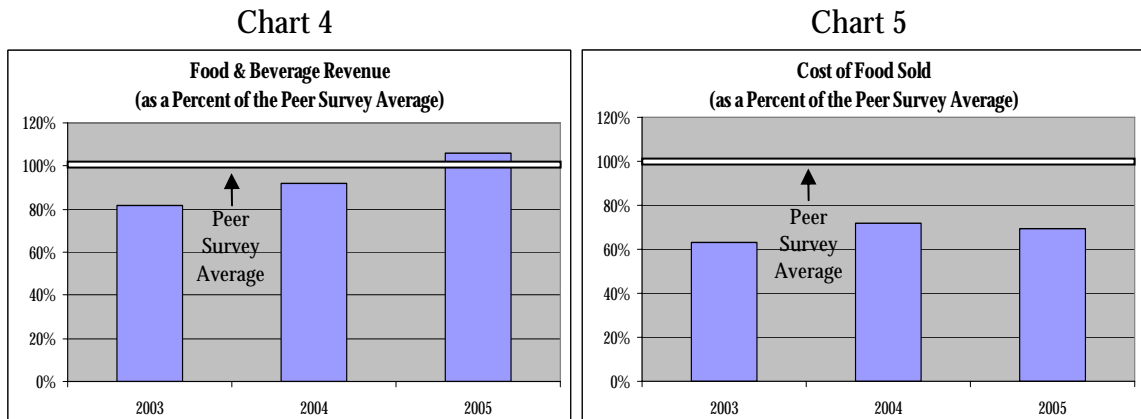 Chart 4
Food & Beverage Revenue
(as a Percent of the Peer Survey Average)
120%
100%
80%
60%
40%
20%
0%
Peer
Survey
Average
2003 2004 2005
Chart 5
Cost of Food Sold
(as a Percent of the Peer Survey Average)
120%
100%
80%
60%
40%
20%
0%
Peer
Survey
Average
2003 2004 2005